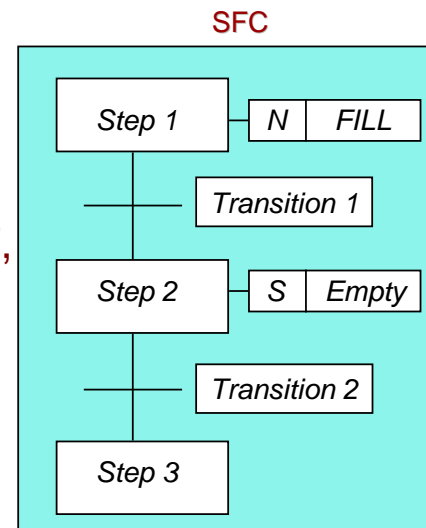 SFC
Step 1 N FILL
Transition 1
,
Step 2 S Empty
Transition 2
Step 3